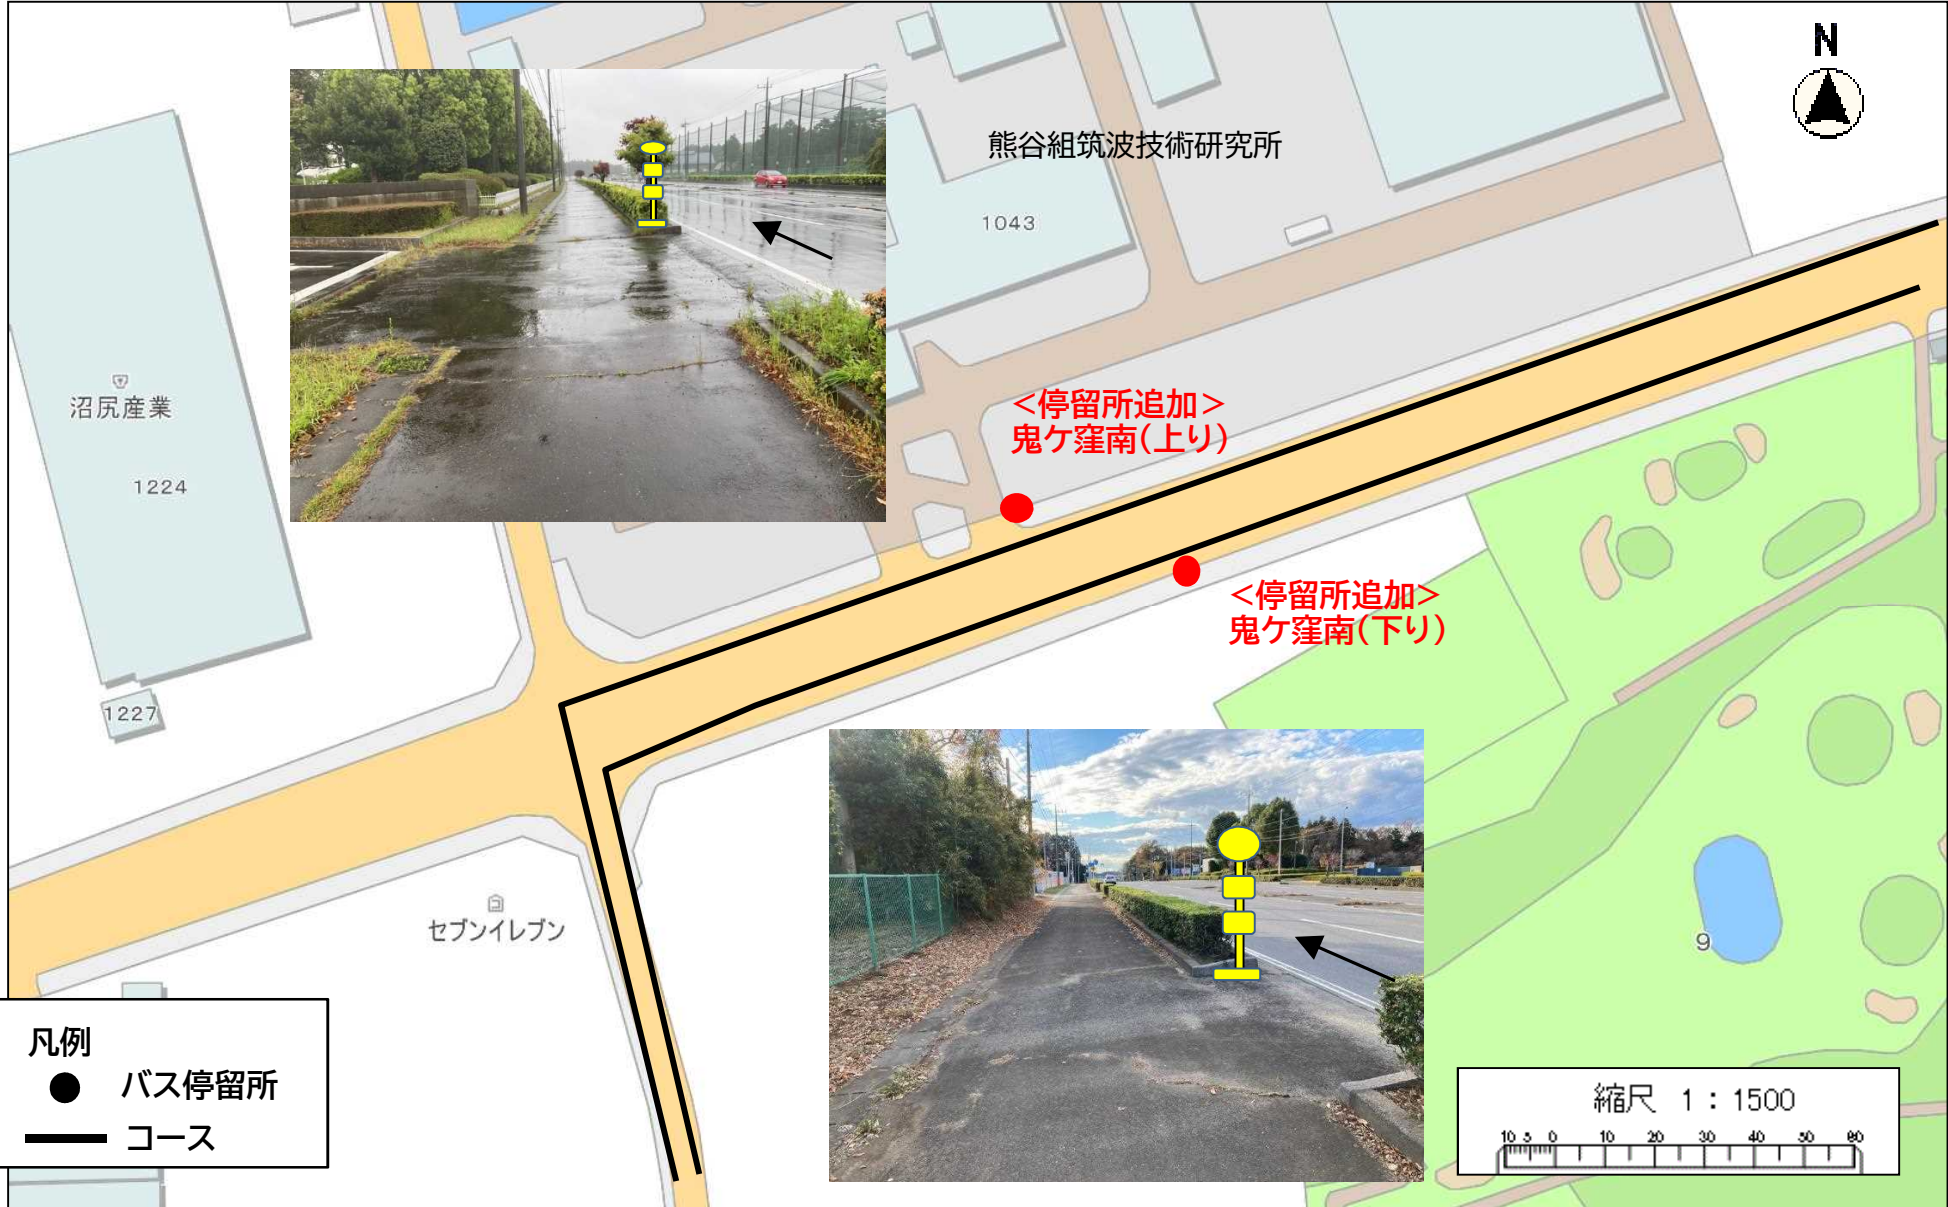 N
熊谷組筑波技術研究所
1043
<停留所追加>
鬼ケ窪南(上り)
沼尻産業
1224
<停留所追加>
鬼ケ窪南(下り)
1227
セブンイレブン
9
凡例
バス停留所
コース
縮尺 1:1500
10 5 0 10 20 30 40 50 60